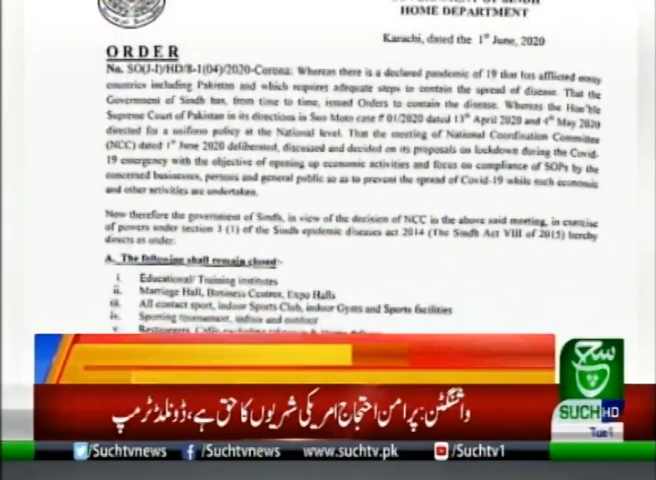 HOME DEPARTMENT
Karachi, dated the 1st June, 2020
ORDER
No. SO(J-I)/HD/8-1(04)/2020-Corona: Whereas there is a declared pandemic of 19 that has afflicted many
countries including Pakistan and which requires adequate steps to contain the spread of disease. That the
Government of Sindh has, from time to time, issued Orders to contain the disease. Whereas the Hon'ble
Supreme Court of Pakistan in its directions in Suo Moto case # 01/2020 dated 13th April 2020 and 4th May 2020
directed for a uniform policy at the National level. That the meeting of National Coordination Committee
(NCC) dated 1st June 2020 deliberated, discussed and decided on its proposals on lockdown during the Covid-
19 emergency with the objective of opening up economic activities and focus on compliance of SOPs by the
concerned businesses, persons and general public so as to prevent the spread of Covid-19 while such economic
and other activities are undertaken.
Now therefore the government of Sindh, in view of the decision of NCC in the above said meeting, in exercise
of powers under section 3 (1) of the Sindh epidemic diseases act 2014 (The Sindh Act VIII of 2015) hereby
directs as under:
A. The following shall remain closed:-
i. Educational/ Training institutes
ii. Marriage Hall, Business Centres, Expo Halls
iii. All contact sport, indoor Sports Club, indoor Gyms and Sports facilities
iv. Sporting tournament, indoor and outdoor
v. Restaurants, Cafes
واشنگٹن: پرامن احتجاج امریکی شہریوں کا حق ہے، ڈونلڈ ٹرمپ
سچ
SUCH HD
Tue
/Suchtvnews /Suchtvnews www.suchtv.pk /Suchtv1